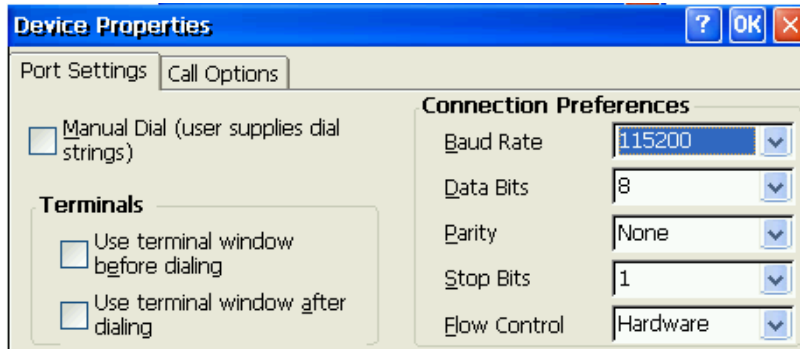 Device Properties ? OK ×
Port Settings Call Options
Manual Dial (user supplies dial
strings)
Terminals
Use terminal window
before dialing
Use terminal window after
dialing
Connection Preferences
Baud Rate 115200
Data Bits 8
Parity None
Stop Bits 1
Flow Control Hardware